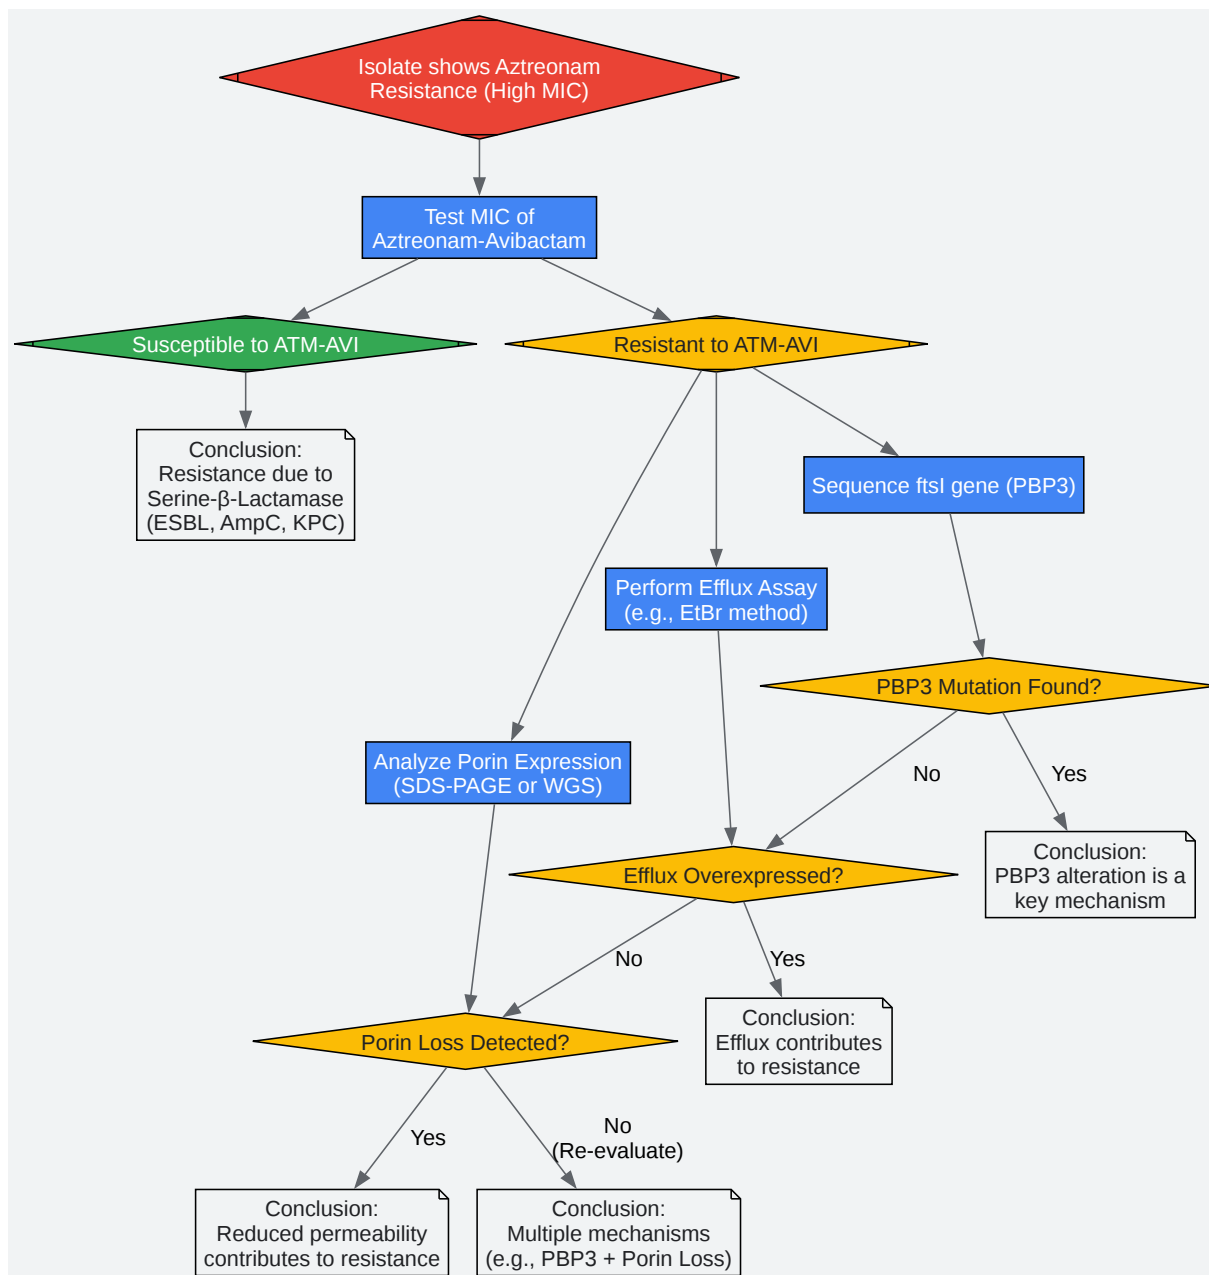 Isolate shows Aztreonam
Resistance (High MIC)
Test MIC of
Aztreonam-Avibactam
Susceptible to ATM-AVI
Resistant to ATM-AVI
Conclusion:
Resistance due to
Serine-β-Lactamase
(ESBL, AmpC, KPC)
Sequence ftsI gene (PBP3)
Perform Efflux Assay
(e.g., EtBr method)
PBP3 Mutation Found?
Analyze Porin Expression
(SDS-PAGE or WGS)
No
Yes
Efflux Overexpressed?
Conclusion:
PBP3 alteration is a
key mechanism
No
Yes
Porin Loss Detected?
Conclusion:
Efflux contributes
to resistance
Yes
No
(Re-evaluate)
Conclusion:
Reduced permeability
contributes to resistance
Conclusion:
Multiple mechanisms
(e.g., PBP3 + Porin Loss)